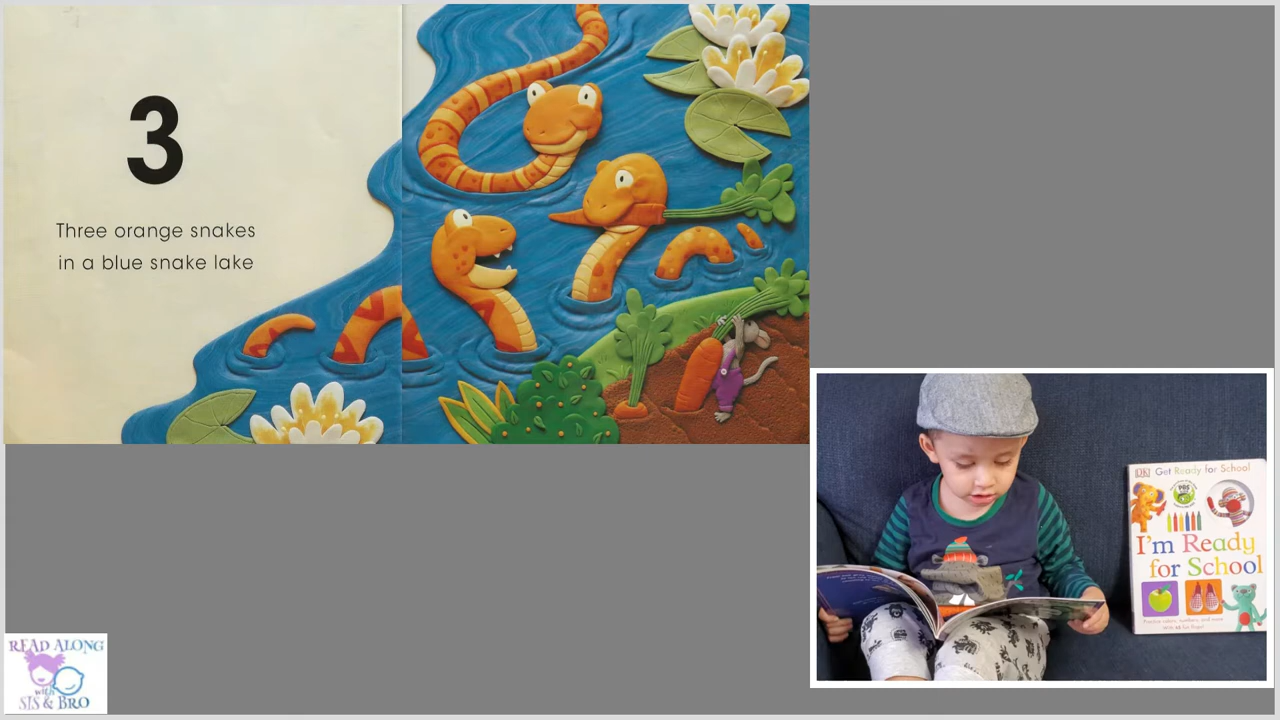 3
Three orange snakes
in a blue snake lake
DK Get Ready for School
PBS
I'm Ready
for School
READ ALONG
with
SIS & BRO